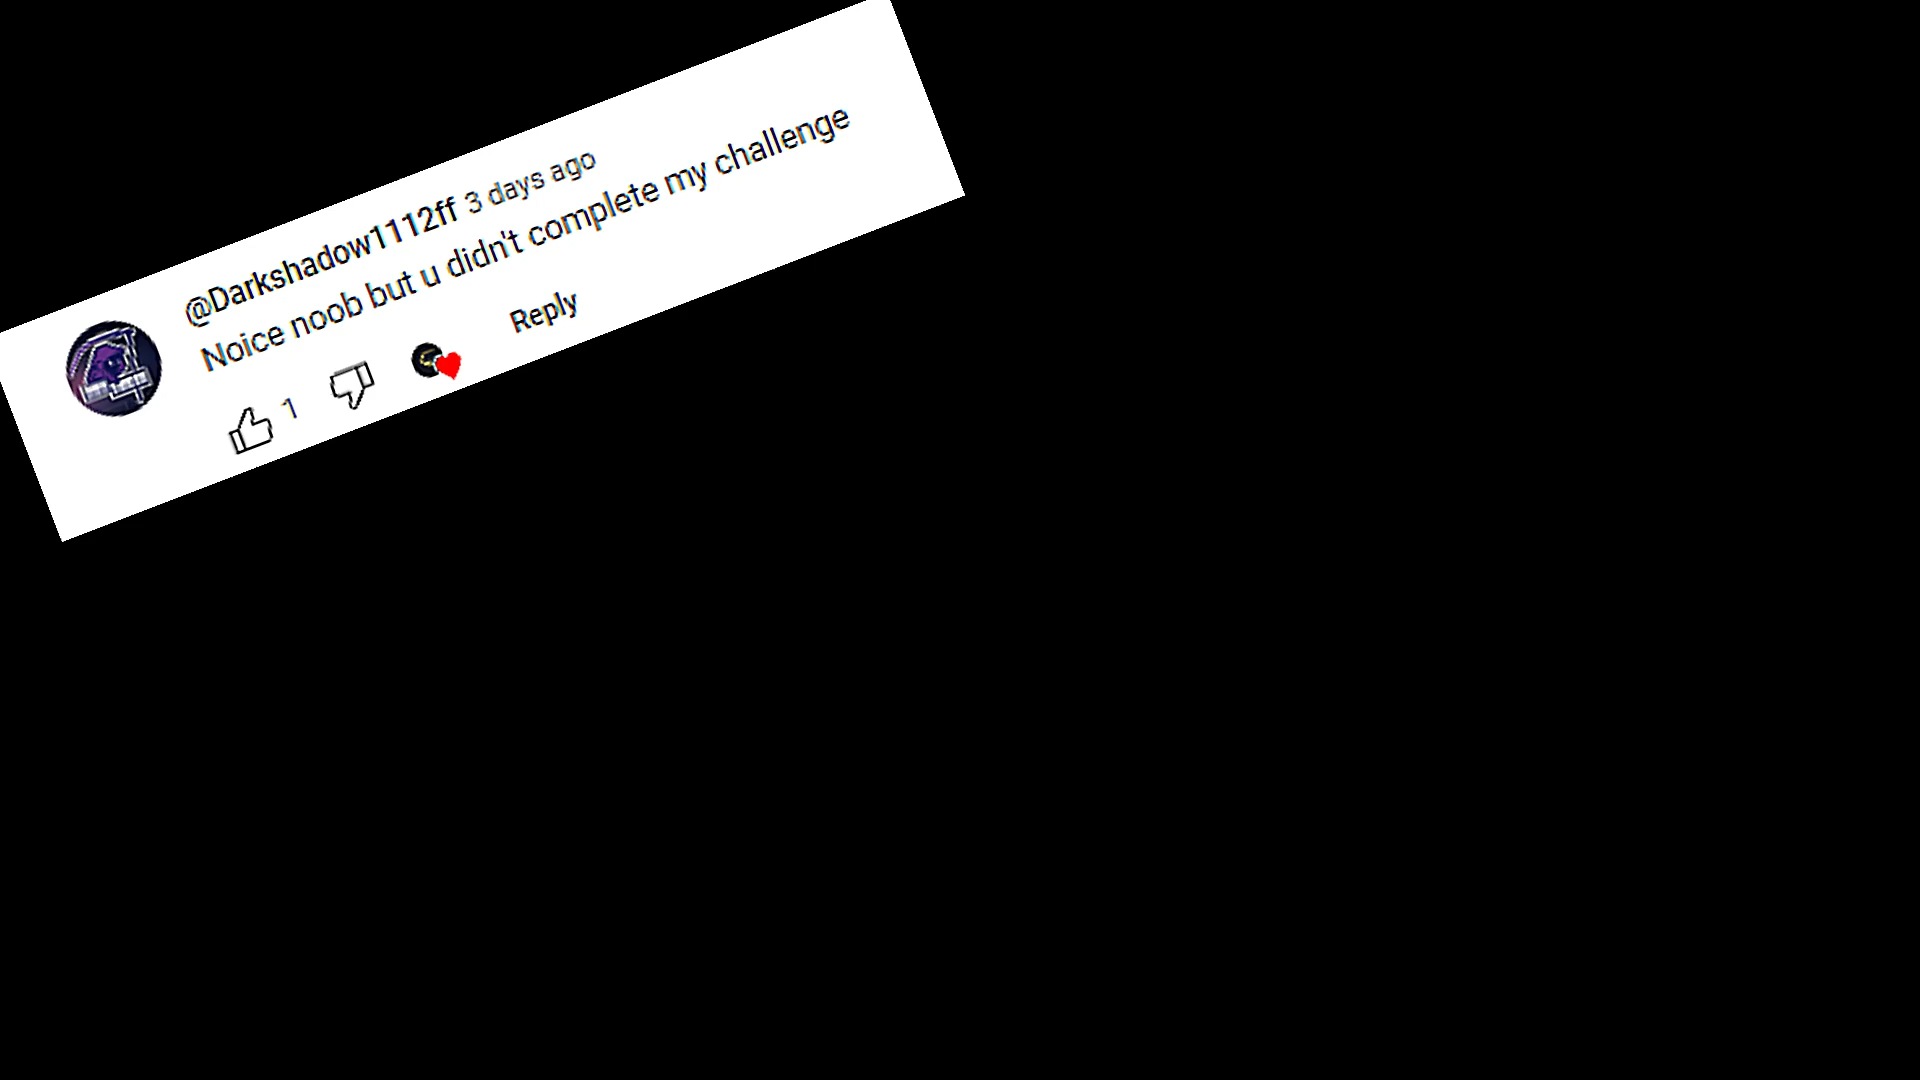 @Darkshadow1112ff 3 days ago
Noice noob but u didn't complete my challenge
1
Reply